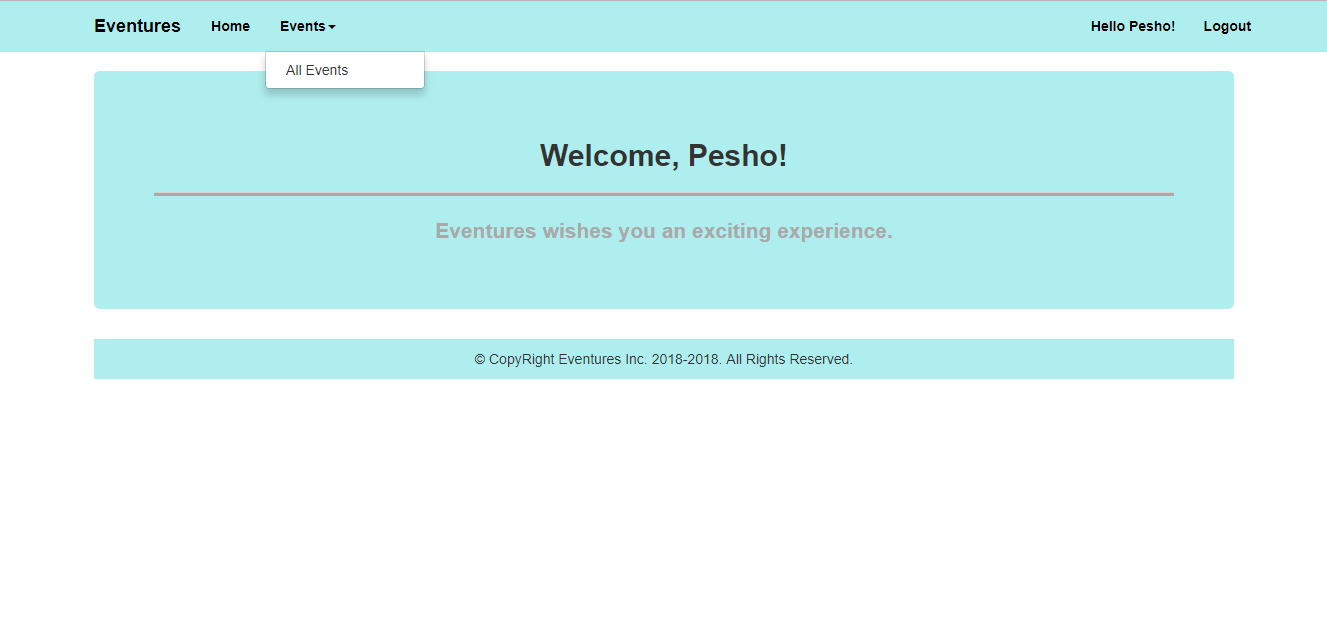 Eventures Home Events Hello Pesho! Logout
All Events
Welcome, Pesho!
Eventures wishes you an exciting experience.
© CopyRight Eventures Inc. 2018-2018. All Rights Reserved.